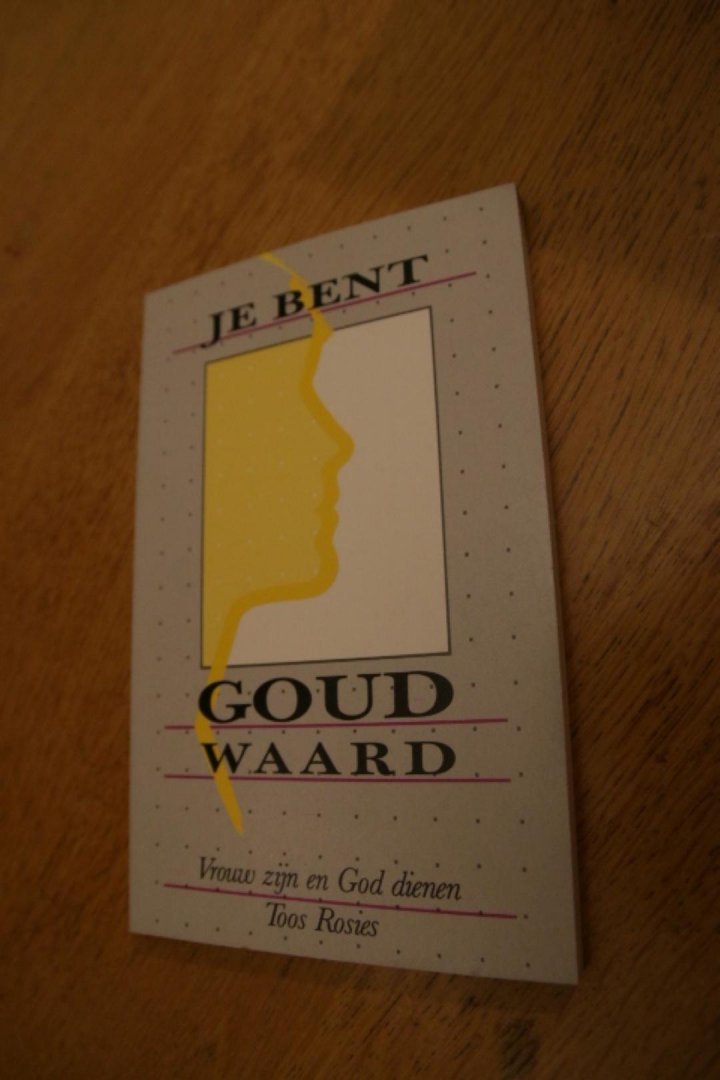 JE BENT
GOUD
WAARD
Vrouw zijn en God dienen
Toos Rosies